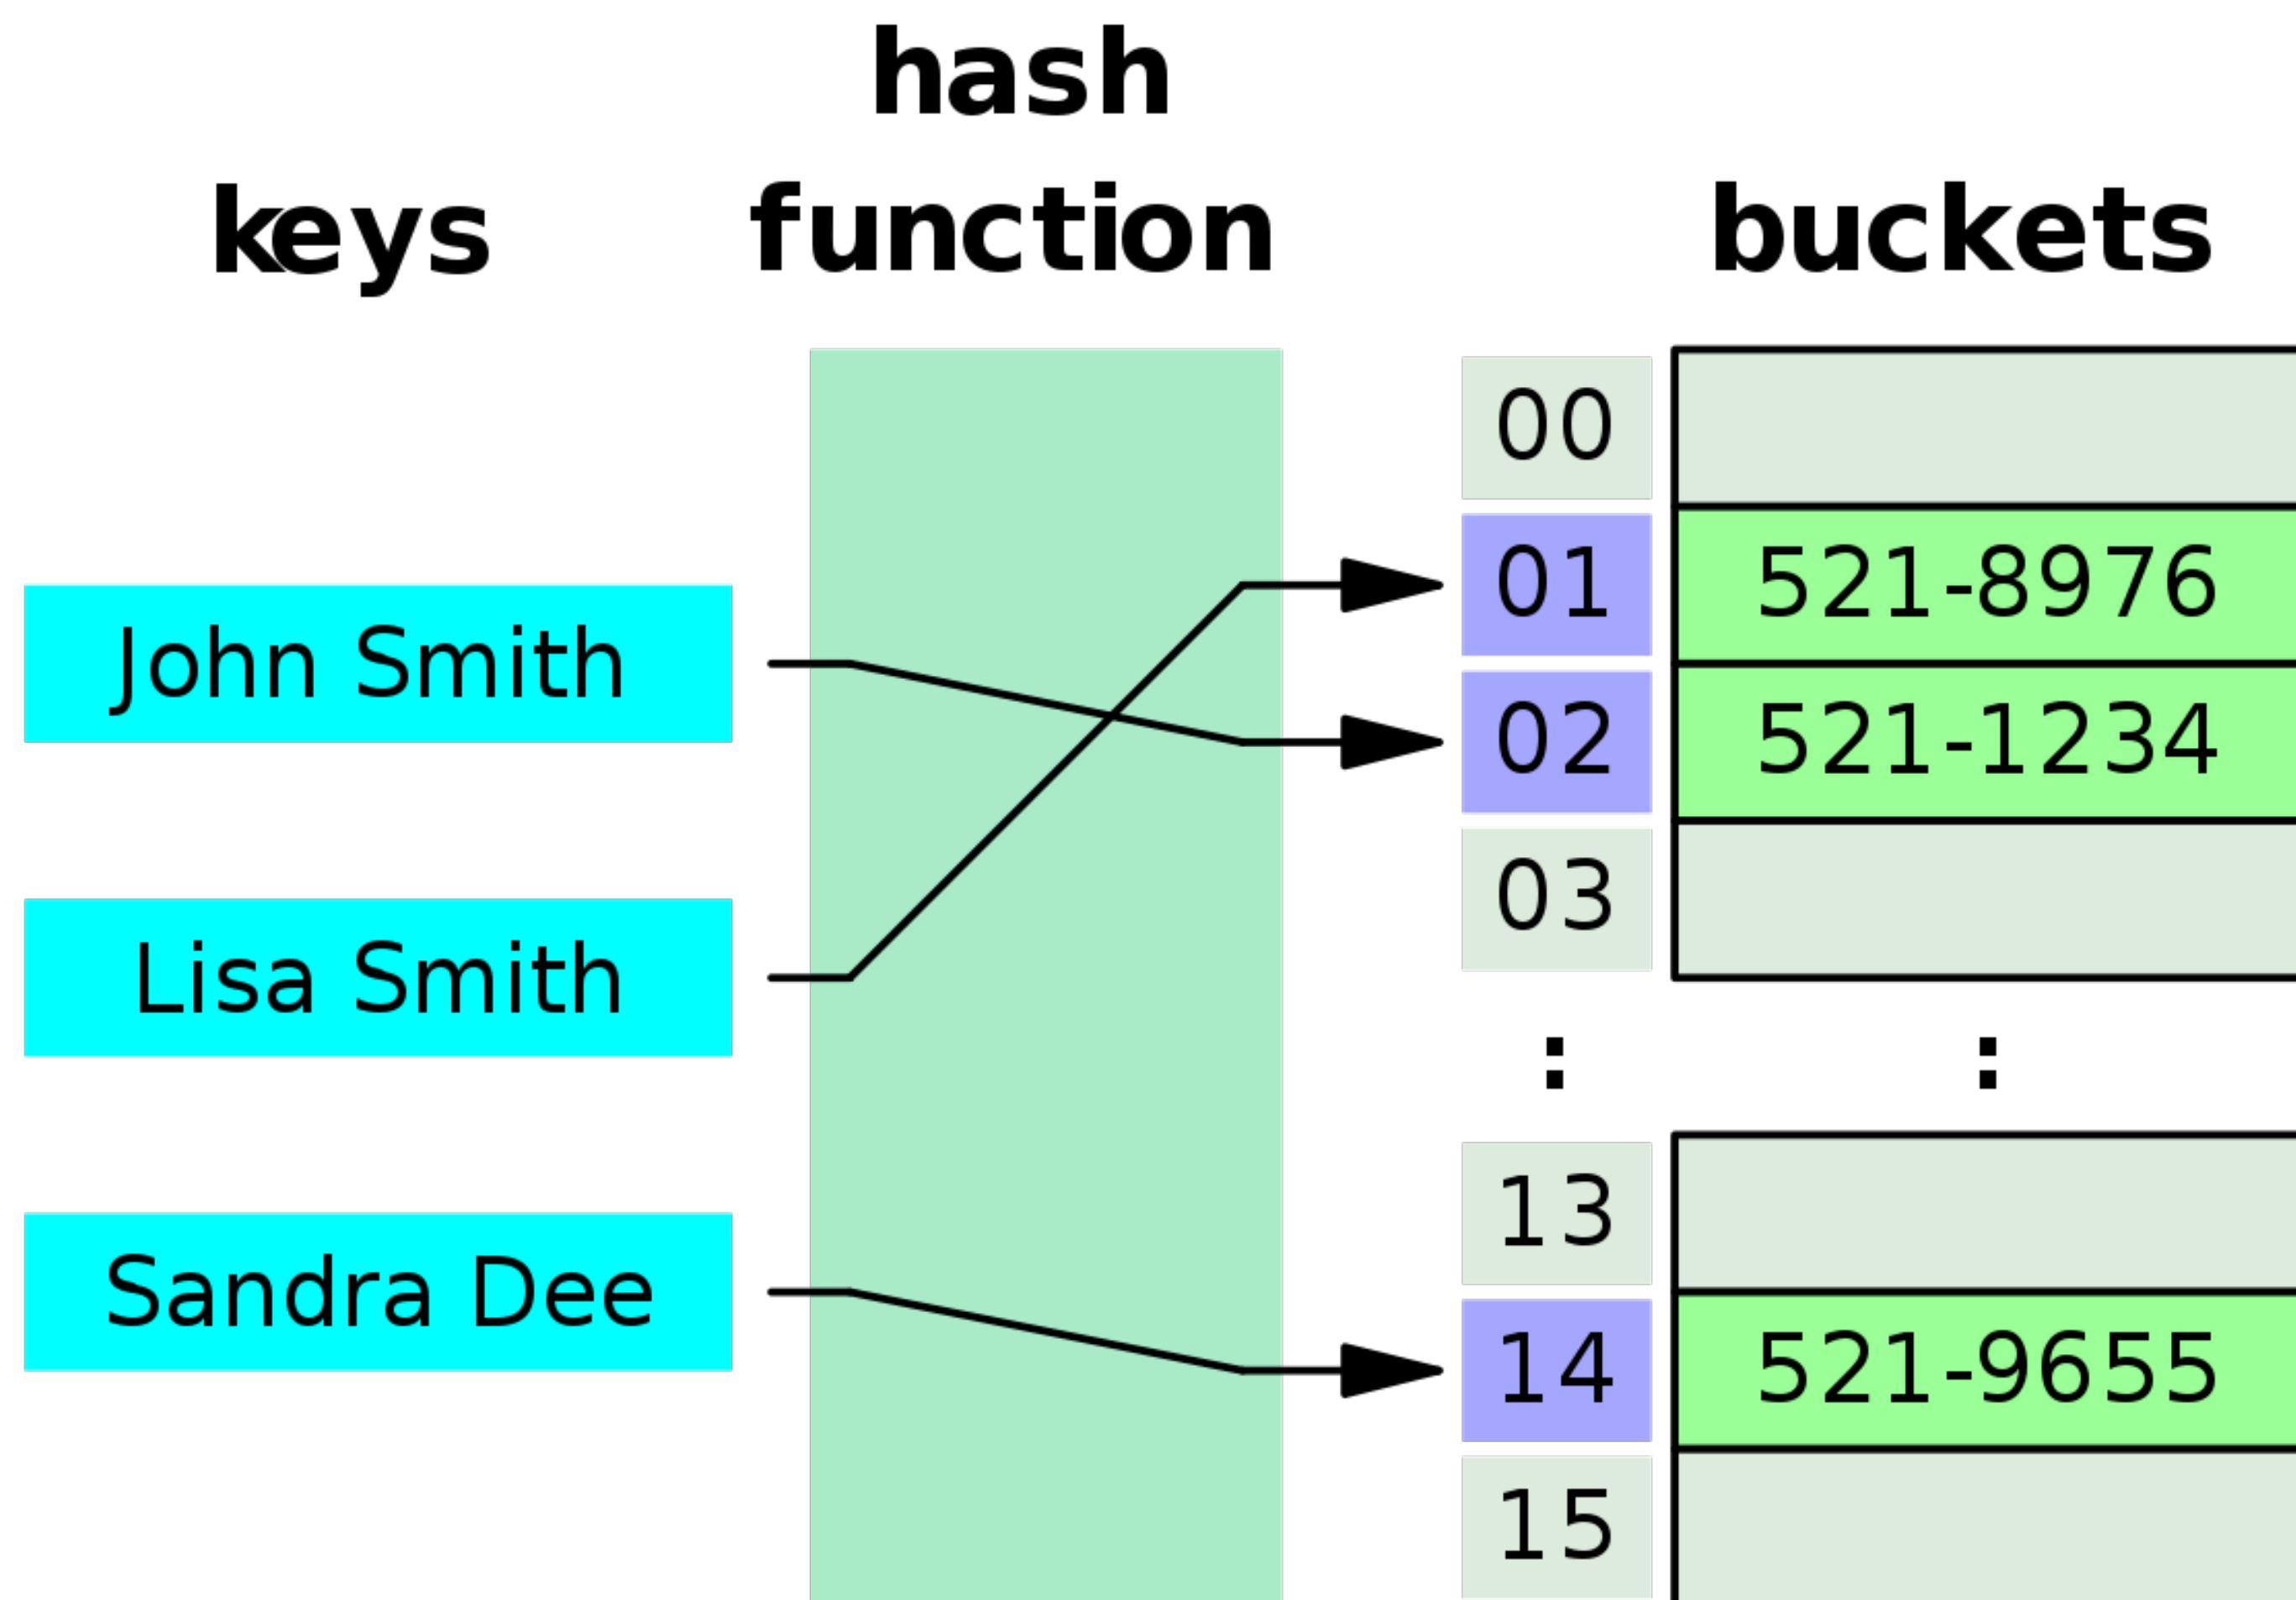 hash
keys function buckets
00
01 521-8976
John Smith
02 521-1234
03
Lisa Smith
: :
13
Sandra Dee
14 521-9655
15